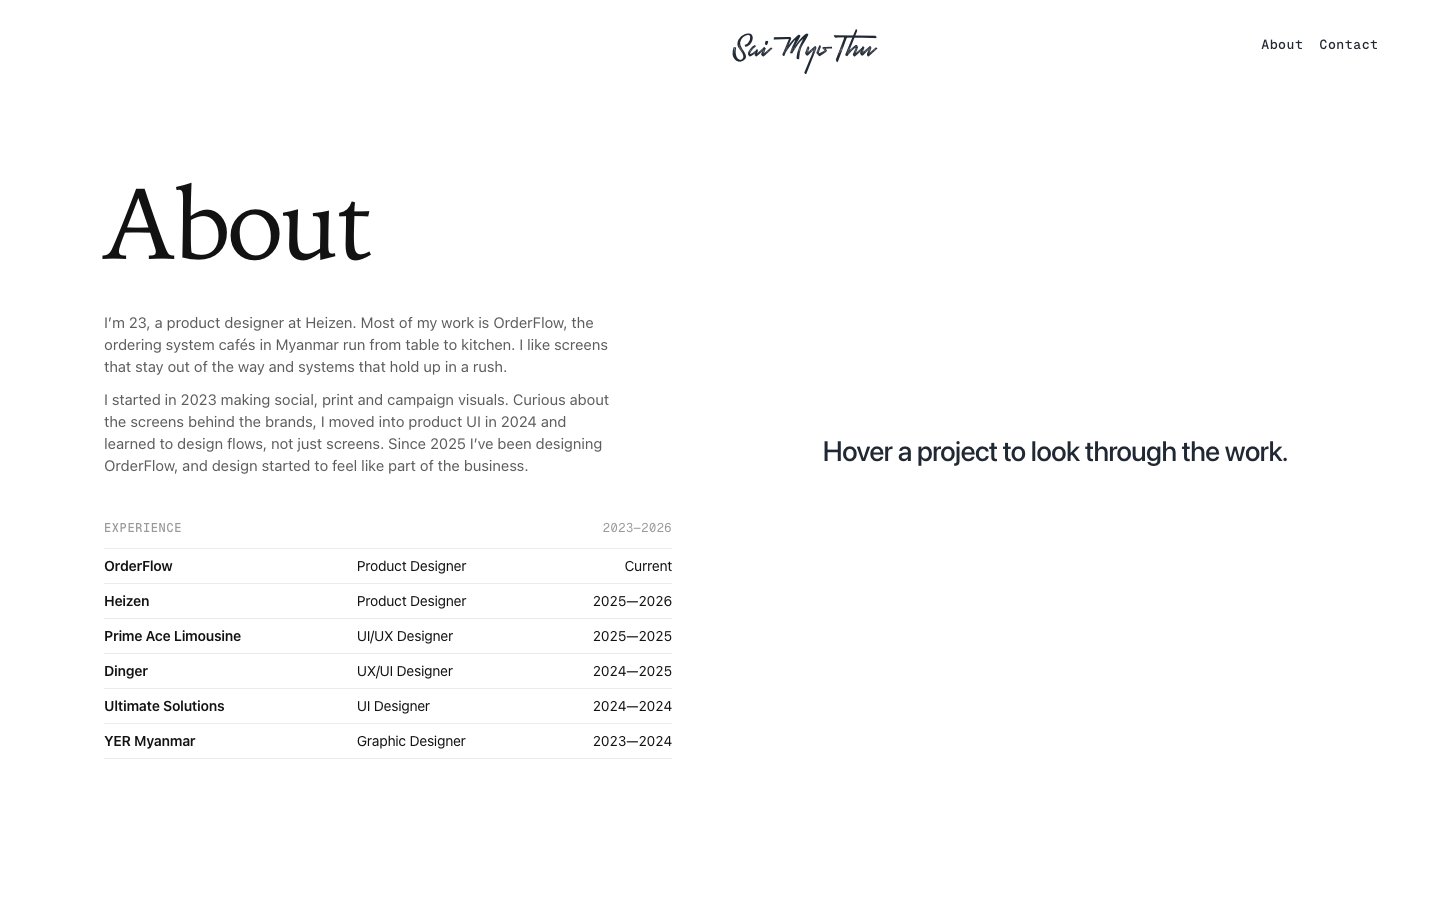 Sai Myo Thu
About Contact
About
I’m 23, a product designer at Heizen. Most of my work is OrderFlow, the
ordering system cafés in Myanmar run from table to kitchen. I like screens
that stay out of the way and systems that hold up in a rush.
I started in 2023 making social, print and campaign visuals. Curious about
the screens behind the brands, I moved into product UI in 2024 and
learned to design flows, not just screens. Since 2025 I’ve been designing
OrderFlow, and design started to feel like part of the business.
Hover a project to look through the work.
EXPERIENCE 2023–2026
OrderFlow Product Designer Current
Heizen Product Designer 2025—2026
Prime Ace Limousine UI/UX Designer 2025—2025
Dinger UX/UI Designer 2024—2025
Ultimate Solutions UI Designer 2024—2024
YER Myanmar Graphic Designer 2023—2024